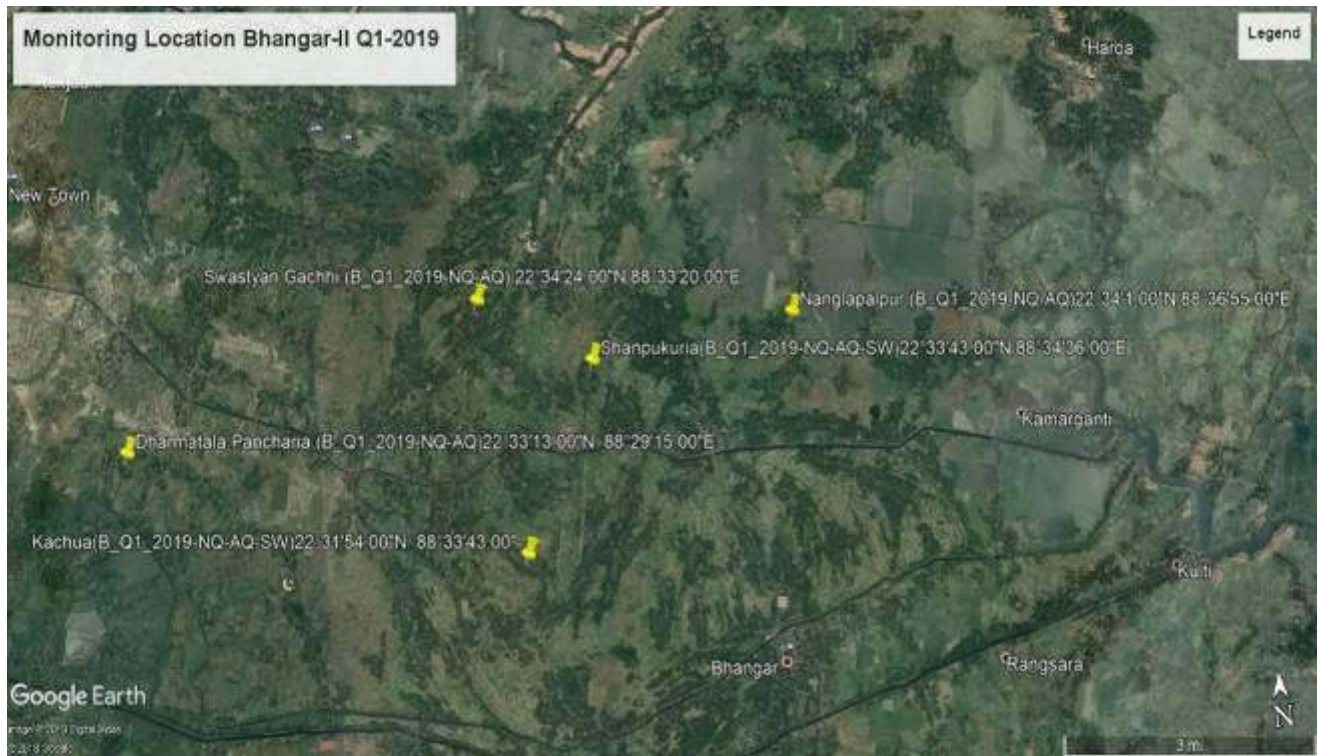 Monitoring Location Bhangar-II Q1-2019
Legend
Haroa
New Town
Swastyan Gachhi (B_Q1_2019-NQ-AQ) 22°34'24.00"N 88°33'20.00"E
Nanglapalpur (B_Q1_2019-NQ-AQ)22°34'1.00"N 88°36'55.00"E
Shanpukuria(B_Q1_2019-NQ-AQ-SW)22°33'43.00"N 88°34'36.00"E
Kamarganti
Dharmatala Pancharia (B_Q1_2019-NQ-AQ)22°33'13.00"N 88°29'15.00"E
Kachua(B_Q1_2019-NQ-AQ-SW)22°31'54.00"N 88°33'43.00"
Kulti
Bhangar
Rangsara
Google Earth
N